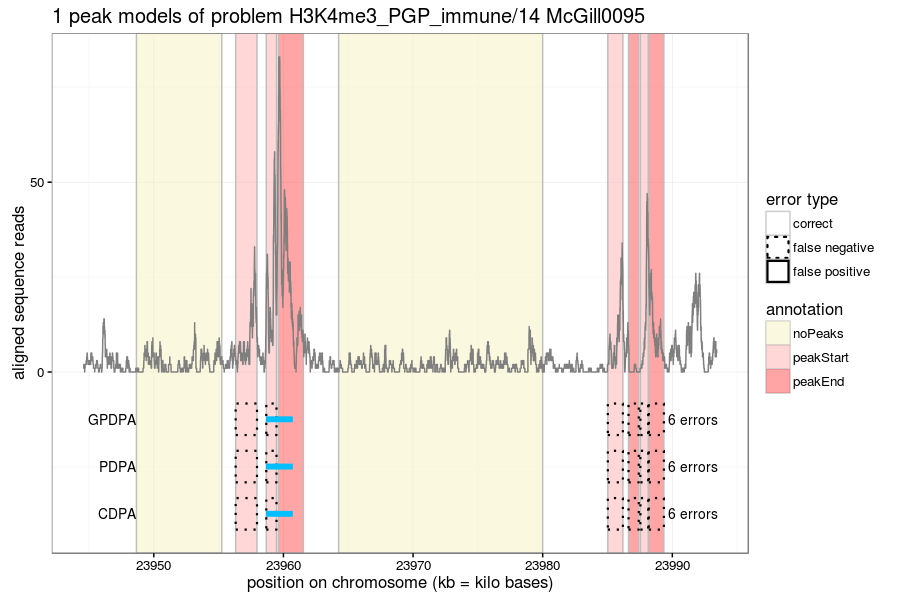 1 peak models of problem H3K4me3_PGP_immune/14 McGill0095
aligned sequence reads
50
0
GPDPA
6 errors
PDPA
6 errors
CDPA
6 errors
23950
23960
23970
23980
23990
position on chromosome (kb = kilo bases)
error type
correct
false negative
false positive
annotation
noPeaks
peakStart
peakEnd